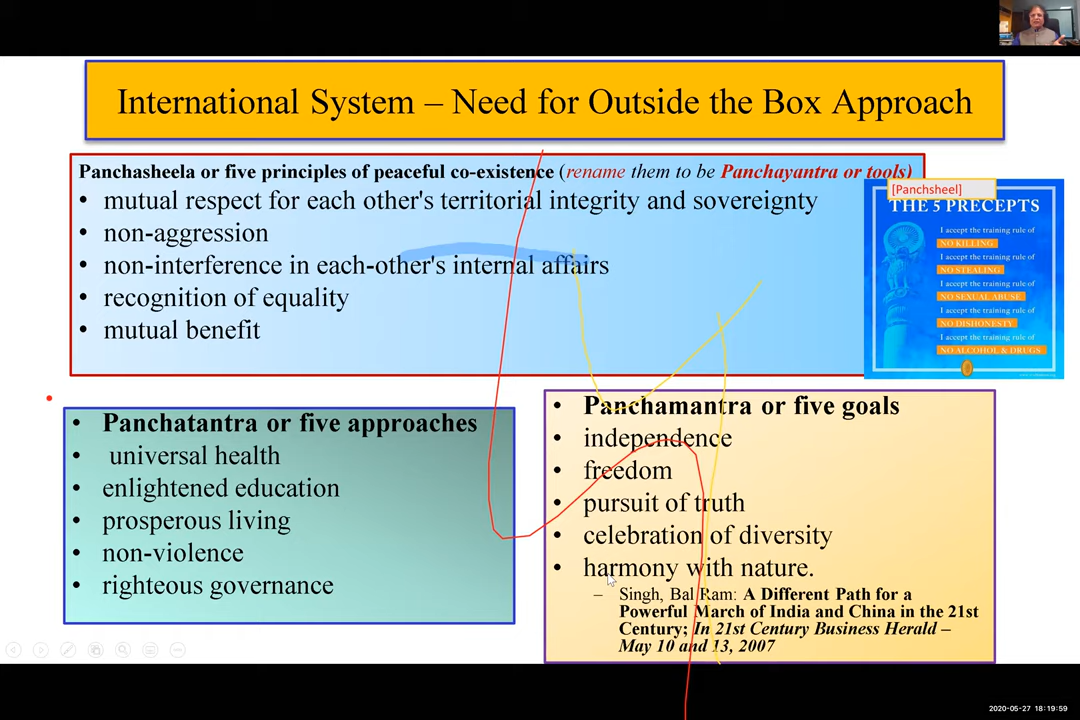 International System – Need for Outside the Box Approach
Panchasheela or five principles of peaceful co-existence (rename them to be Panchayantra or tools)
• mutual respect for each other's territorial integrity and sovereignty
• non-aggression
• non-interference in each-other's internal affairs
• recognition of equality
• mutual benefit
[Panchsheel]
THE 5 PRECEPTS
I accept the training rule of
NO KILLING
I accept the training rule of
NO STEALING
I accept the training rule of
NO SEXUAL ABUSE
I accept the training rule of
NO DISHONESTY
I accept the training rule of
NO ALCOHOL & DRUGS
• Panchatantra or five approaches
• universal health
• enlightened education
• prosperous living
• non-violence
• righteous governance
• Panchamantra or five goals
• independence
• freedom
• pursuit of truth
• celebration of diversity
• harmony with nature.
– Singh, Bal Ram: A Different Path for a
Powerful March of India and China in the 21st
Century; In 21st Century Business Herald –
May 10 and 13, 2007
2020-05-27 18:19:59